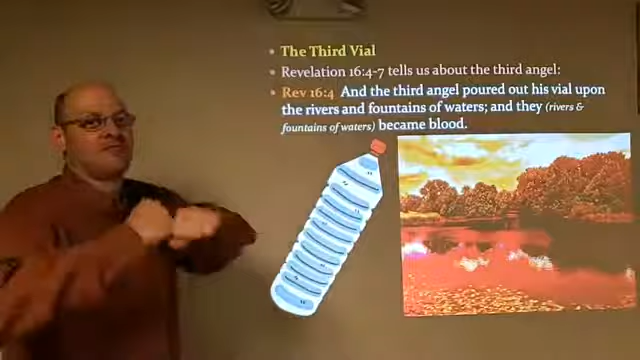 The Third Vial
Revelation 16:4-7 tells us about the third angel:
Rev 16:4 And the third angel poured out his vial upon
the rivers and fountains of waters; and they (rivers &
fountains of waters) became blood.